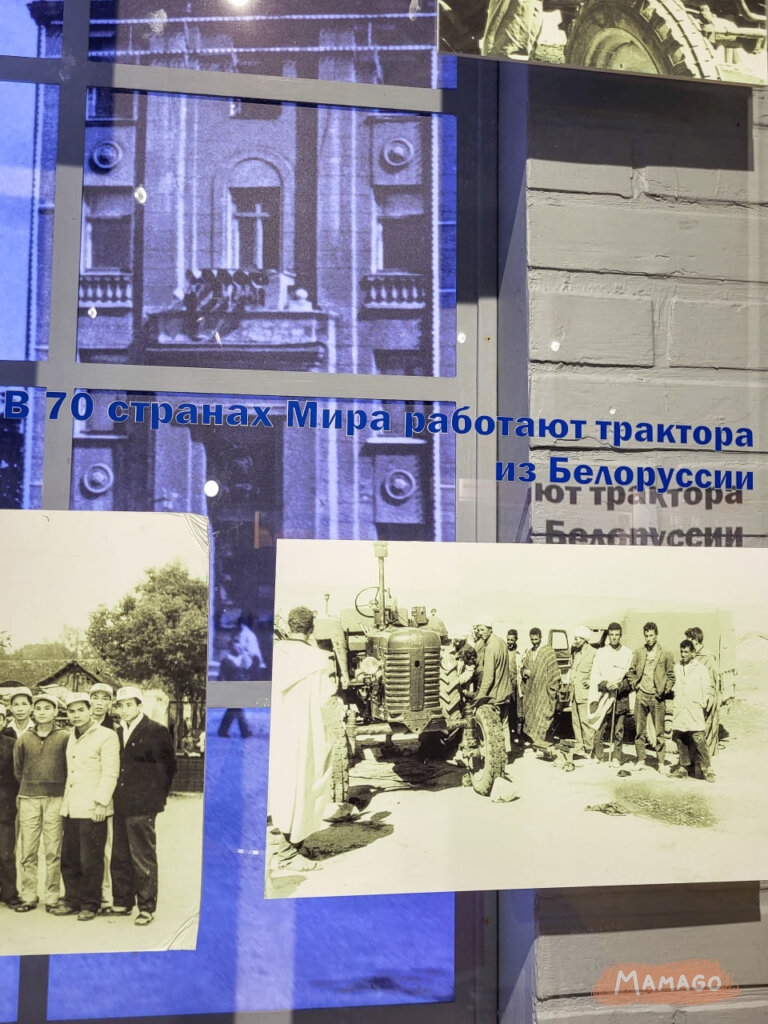 В 70 странах Мира работают трактора
из Белоруссии
ют трактора
Белоруссии
MAMAGO